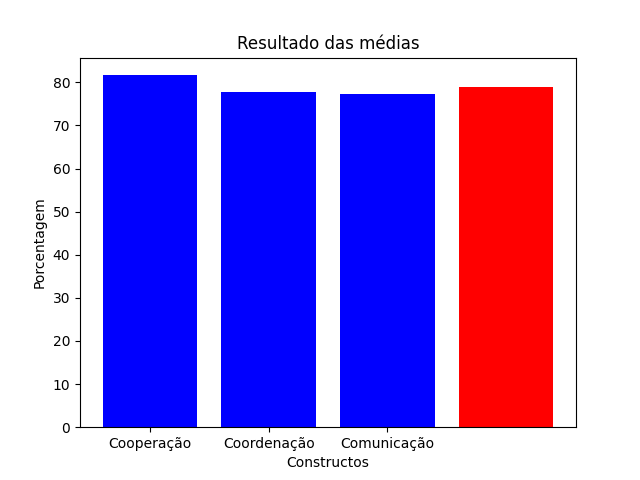 Resultado das médias
Porcentagem
80
70
60
50
40
30
20
10
0
Cooperação Coordenação Comunicação
Constructos